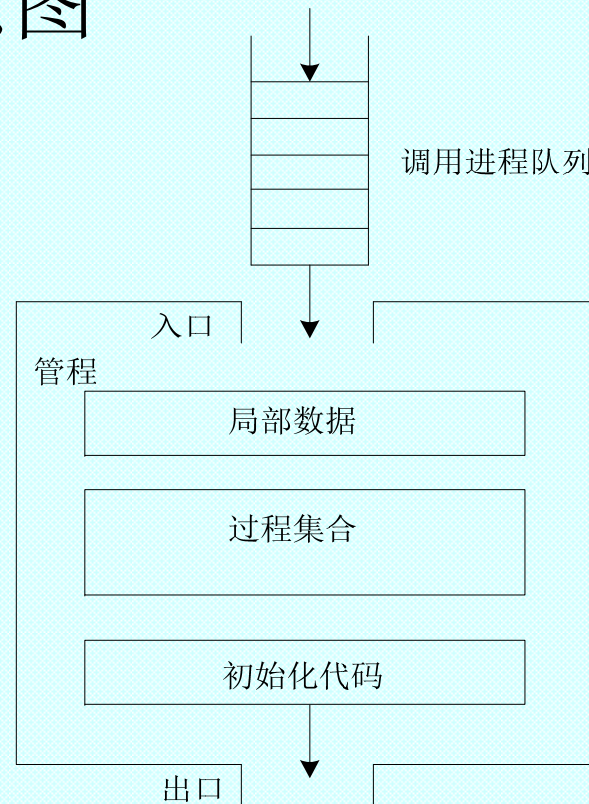 图
调用进程队列
入口
管程
局部数据
过程集合
初始化代码
出口